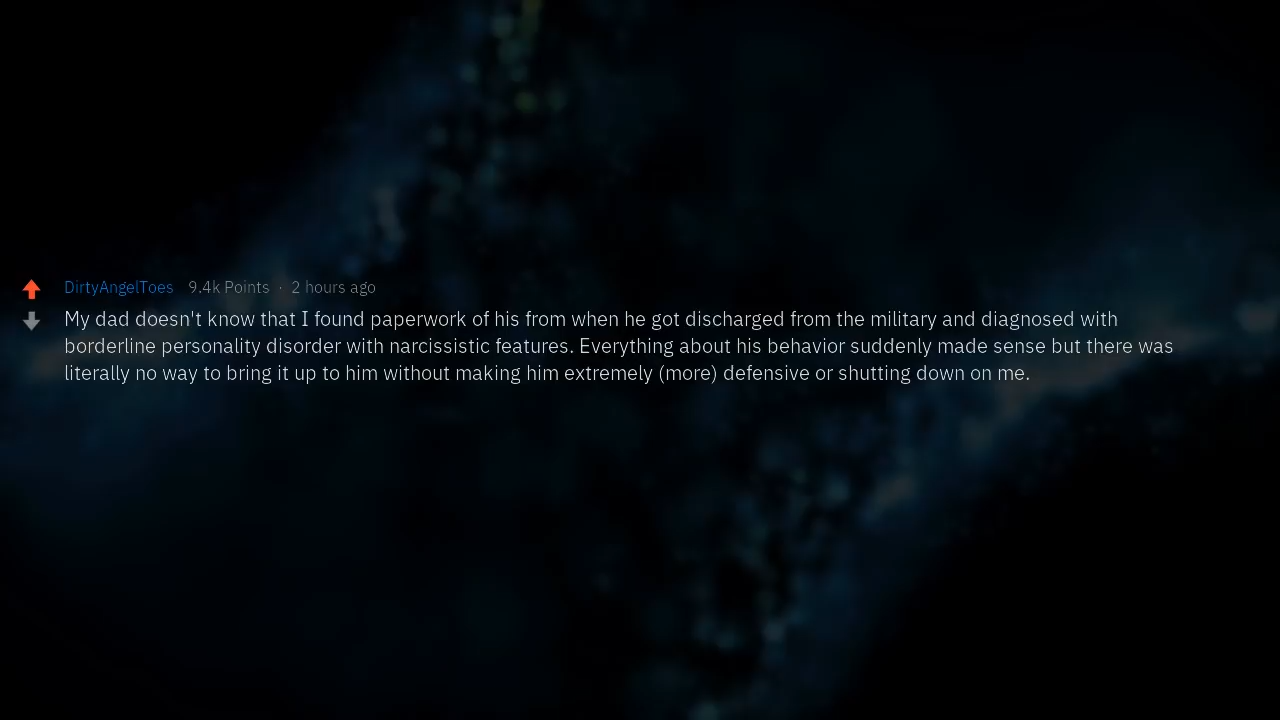 DirtyAngelToes 9.4k Points · 2 hours ago
My dad doesn't know that I found paperwork of his from when he got discharged from the military and diagnosed with
borderline personality disorder with narcissistic features. Everything about his behavior suddenly made sense but there was
literally no way to bring it up to him without making him extremely (more) defensive or shutting down on me.